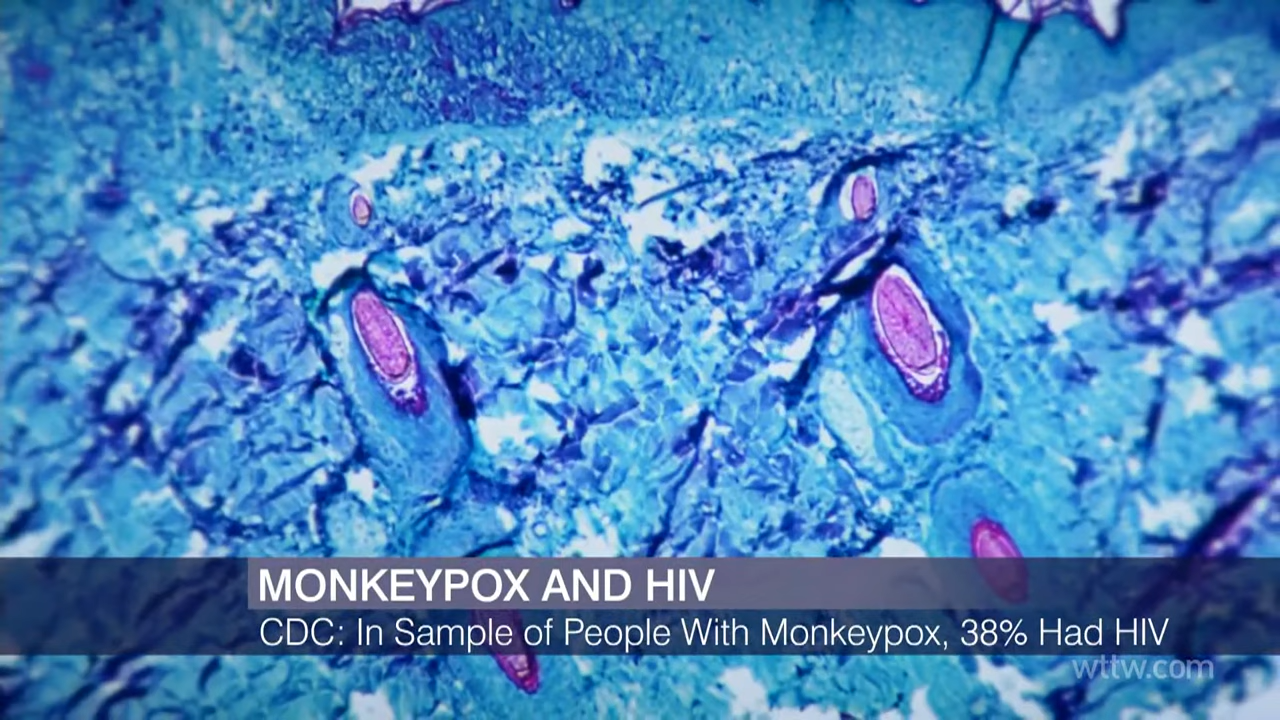 MONKEYPOX AND HIV
CDC: In Sample of People With Monkeypox, 38% Had HIV
wttw.com